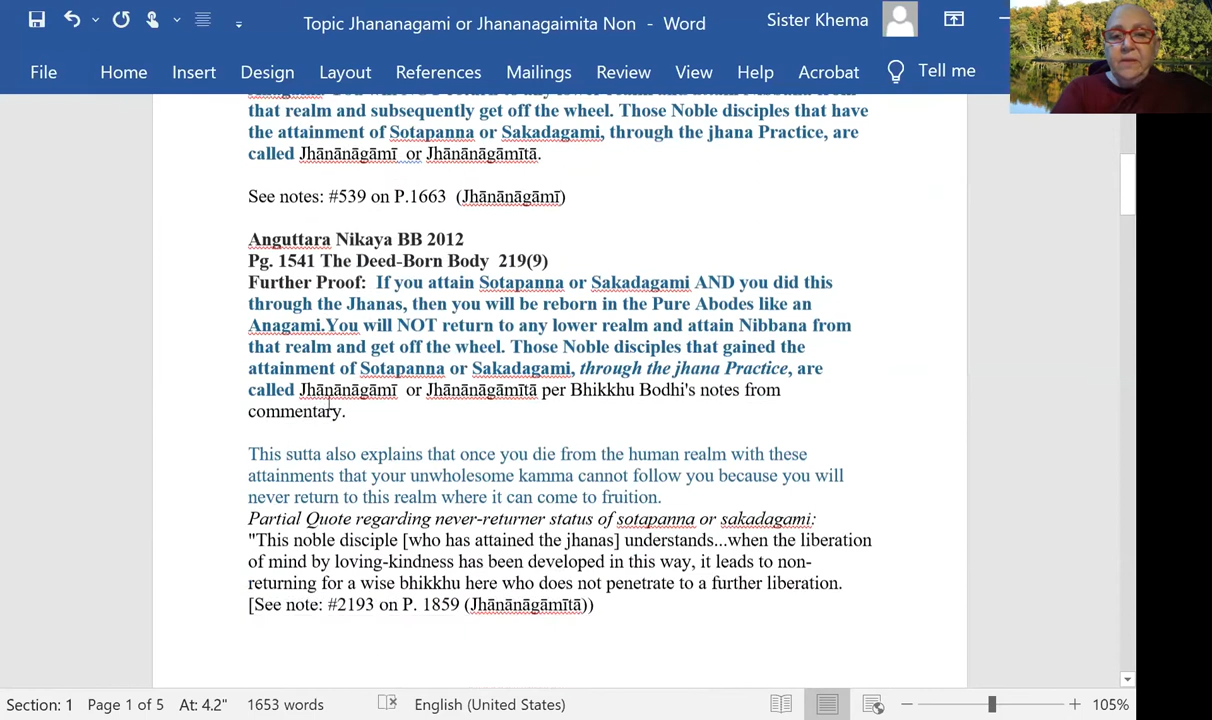 Topic Jhananagami or Jhananagaimita Non - Word
Sister Khema
File Home Insert Design Layout References Mailings Review View Help Acrobat Tell me
that realm and subsequently get off the wheel. Those Noble disciples that have
the attainment of Sotapanna or Sakadagami, through the jhana Practice, are
called Jhānānāgāmī or Jhānānāgāmītā.
See notes: #539 on P.1663 (Jhānānāgāmī)
Anguttara Nikaya BB 2012
Pg. 1541 The Deed-Born Body 219(9)
Further Proof: If you attain Sotapanna or Sakadagami AND you did this
through the Jhanas, then you will be reborn in the Pure Abodes like an
Anagami.You will NOT return to any lower realm and attain Nibbana from
that realm and get off the wheel. Those Noble disciples that gained the
attainment of Sotapanna or Sakadagami, through the jhana Practice, are
called Jhānānāgāmī or Jhānānāgāmītā per Bhikkhu Bodhi's notes from
commentary.
This sutta also explains that once you die from the human realm with these
attainments that your unwholesome kamma cannot follow you because you will
never return to this realm where it can come to fruition.
Partial Quote regarding never-returner status of sotapanna or sakadagami:
"This noble disciple [who has attained the jhanas] understands...when the liberation
of mind by loving-kindness has been developed in this way, it leads to non-
returning for a wise bhikkhu here who does not penetrate to a further liberation.
[See note: #2193 on P. 1859 (Jhānānāgāmītā))
Section: 1 Page 1 of 5 At: 4.2" 1653 words English (United States) 105%